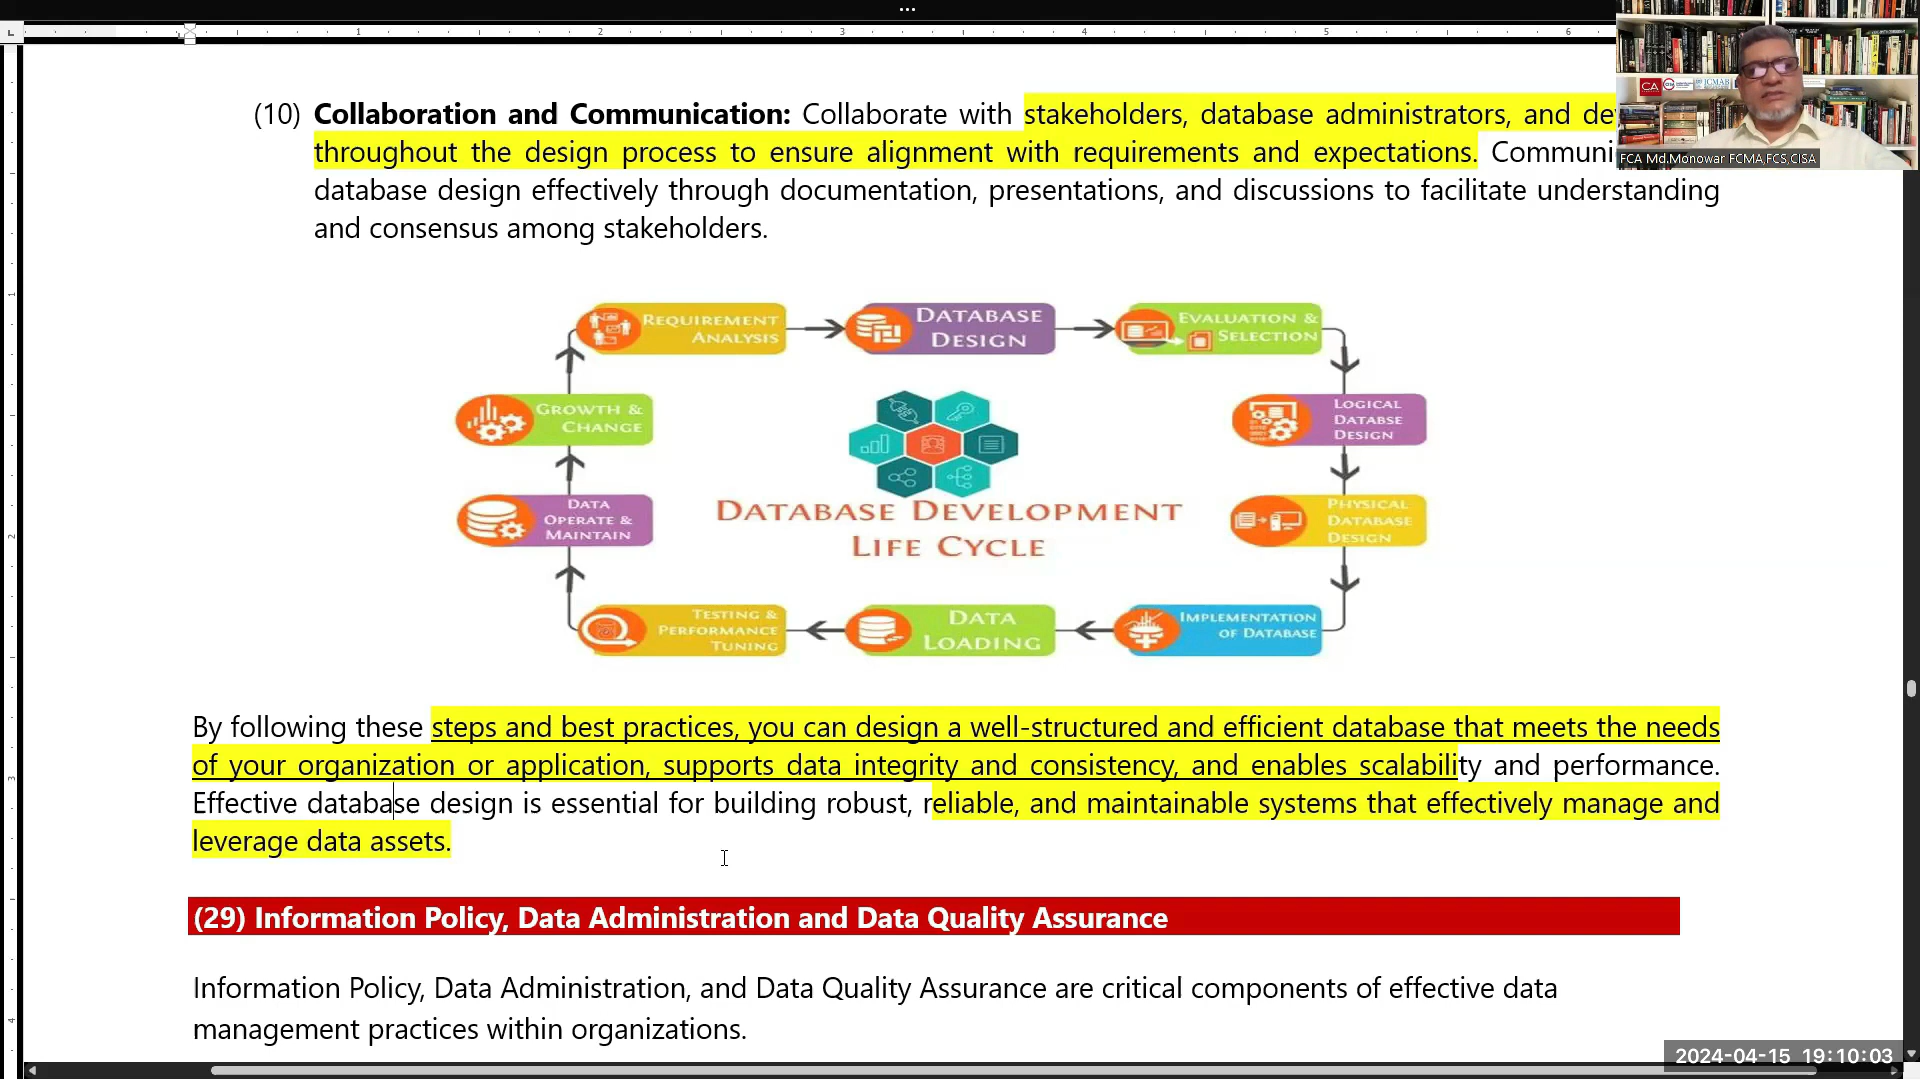 (10) Collaboration and Communication: Collaborate with stakeholders, database administrators, and
throughout the design process to ensure alignment with requirements and expectations.
database design effectively through documentation, presentations, and discussions to facilitate understanding
and consensus among stakeholders.
FCA Md.Monowar FCMA,FCS,CISA
REQUIREMENT
ANALYSIS
DATABASE
DESIGN
EVALUATION &
SELECTION
GROWTH &
CHANGE
LOGICAL
DATABSE
DESIGN
DATA
OPERATE &
MAINTAIN
DATABASE DEVELOPMENT
LIFE CYCLE
PHYSICAL
DATABASE
DESIGN
TESTING &
PERFORMANCE
TUNING
DATA
LOADING
IMPLEMENTATION
OF DATABASE
By following these steps and best practices, you can design a well-structured and efficient database that meets the needs
of your organization or application, supports data integrity and consistency, and enables scalability and performance.
Effective database design is essential for building robust, reliable, and maintainable systems that effectively manage and
leverage data assets.
(29) Information Policy, Data Administration and Data Quality Assurance
Information Policy, Data Administration, and Data Quality Assurance are critical components of effective data
management practices within organizations.
2024-04-15 19:10:03